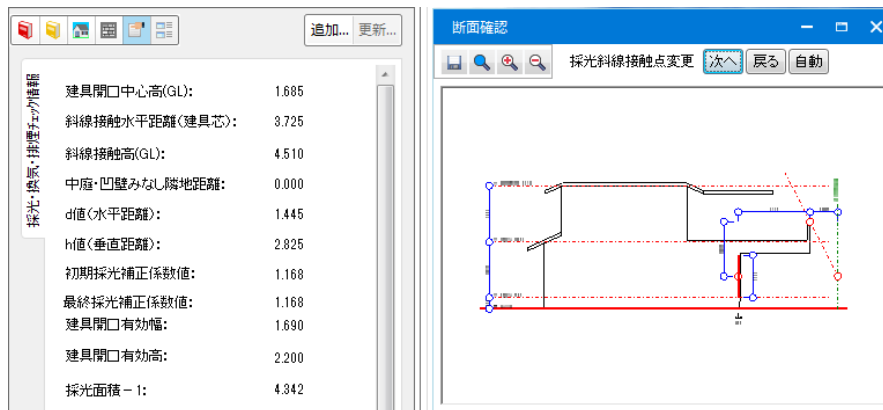 追加... 更新...
採光・換気・排煙チェック情報
建具開口中心高(GL): 1.685
斜線接触水平距離(建具芯): 3.725
斜線接触高(GL): 4.510
中庭・凹壁みなし隣地距離: 0.000
d値(水平距離): 1.445
h値(垂直距離): 2.825
初期採光補正係数値: 1.168
最終採光補正係数値: 1.168
建具開口有効幅: 1.690
建具開口有効高: 2.200
採光面積-1: 4.342
断面確認
採光斜線接触点変更 次へ 戻る 自動